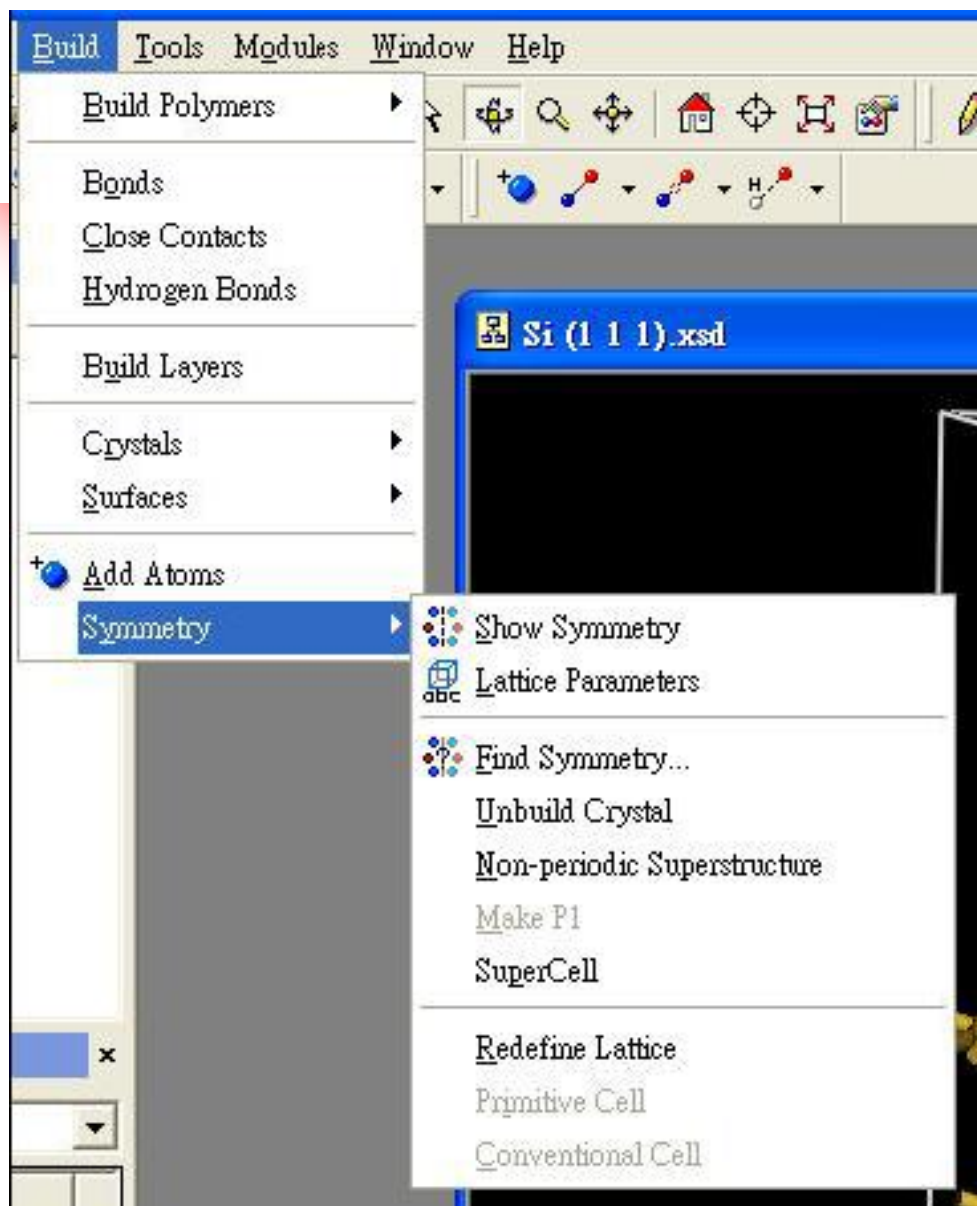 Build Tools Modules Window Help
Build Polymers
Bonds
Close Contacts
Hydrogen Bonds
Build Layers
Crystals
Surfaces
Add Atoms
Symmetry
H
Si (1 1 1).xsd
Show Symmetry
abc
Lattice Parameters
Find Symmetry...
Unbuild Crystal
Non-periodic Superstructure
Make P1
SuperCell
Redefine Lattice
Primitive Cell
Conventional Cell